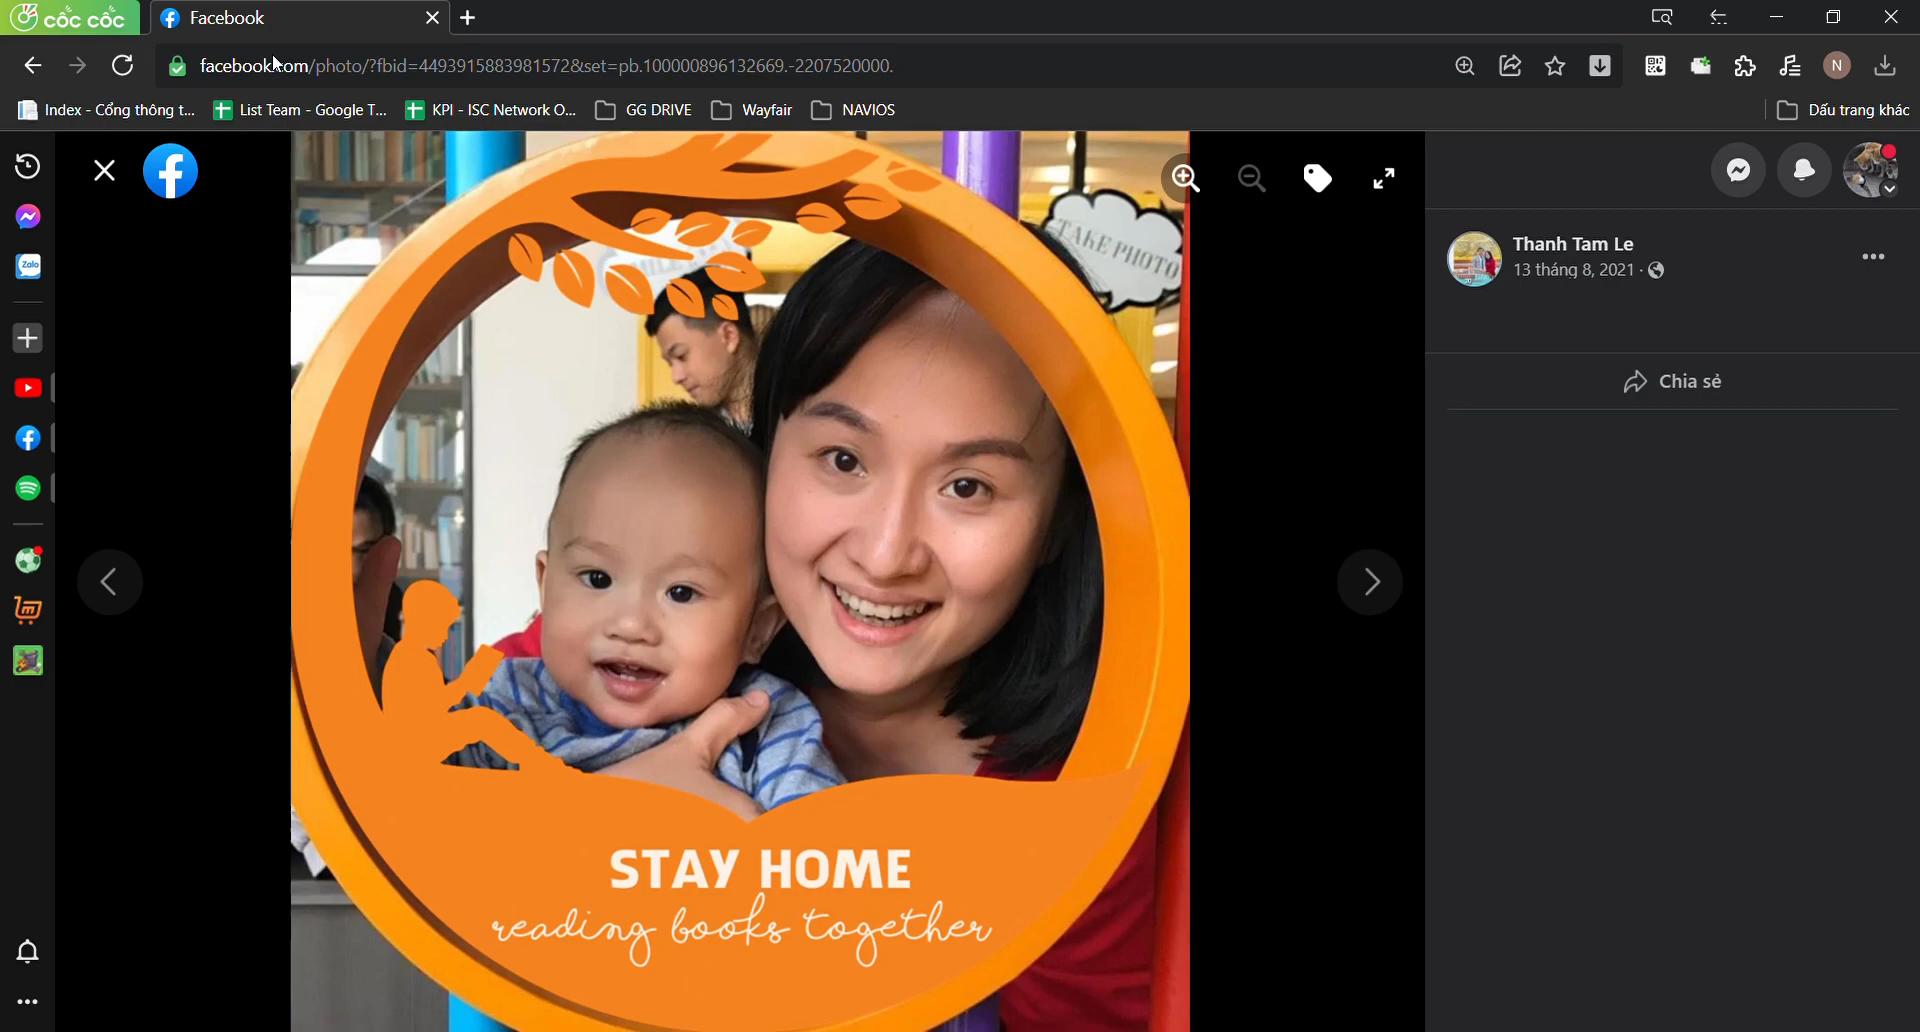 cốc cốc
Facebook
facebook.com/photo/?fbid=4493915883981572&set=pb.100000896132669.-2207520000.
N
Index - Cổng thông t...
List Team - Google T...
KPI - ISC Network O...
GG DRIVE
Wayfair
NAVIOS
Dấu trang khác
Zalo
TAKE PHOTO
Thanh Tam Le
13 tháng 8, 2021 ·
Chia sẻ
STAY HOME
reading books together